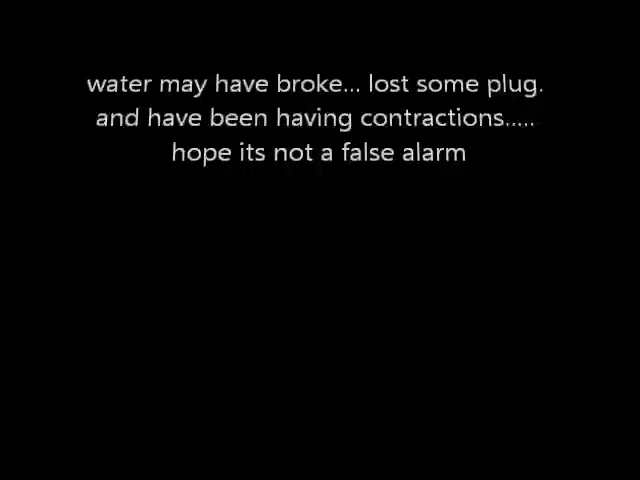 water may have broke... lost some plug.
and have been having contractions.....
hope its not a false alarm